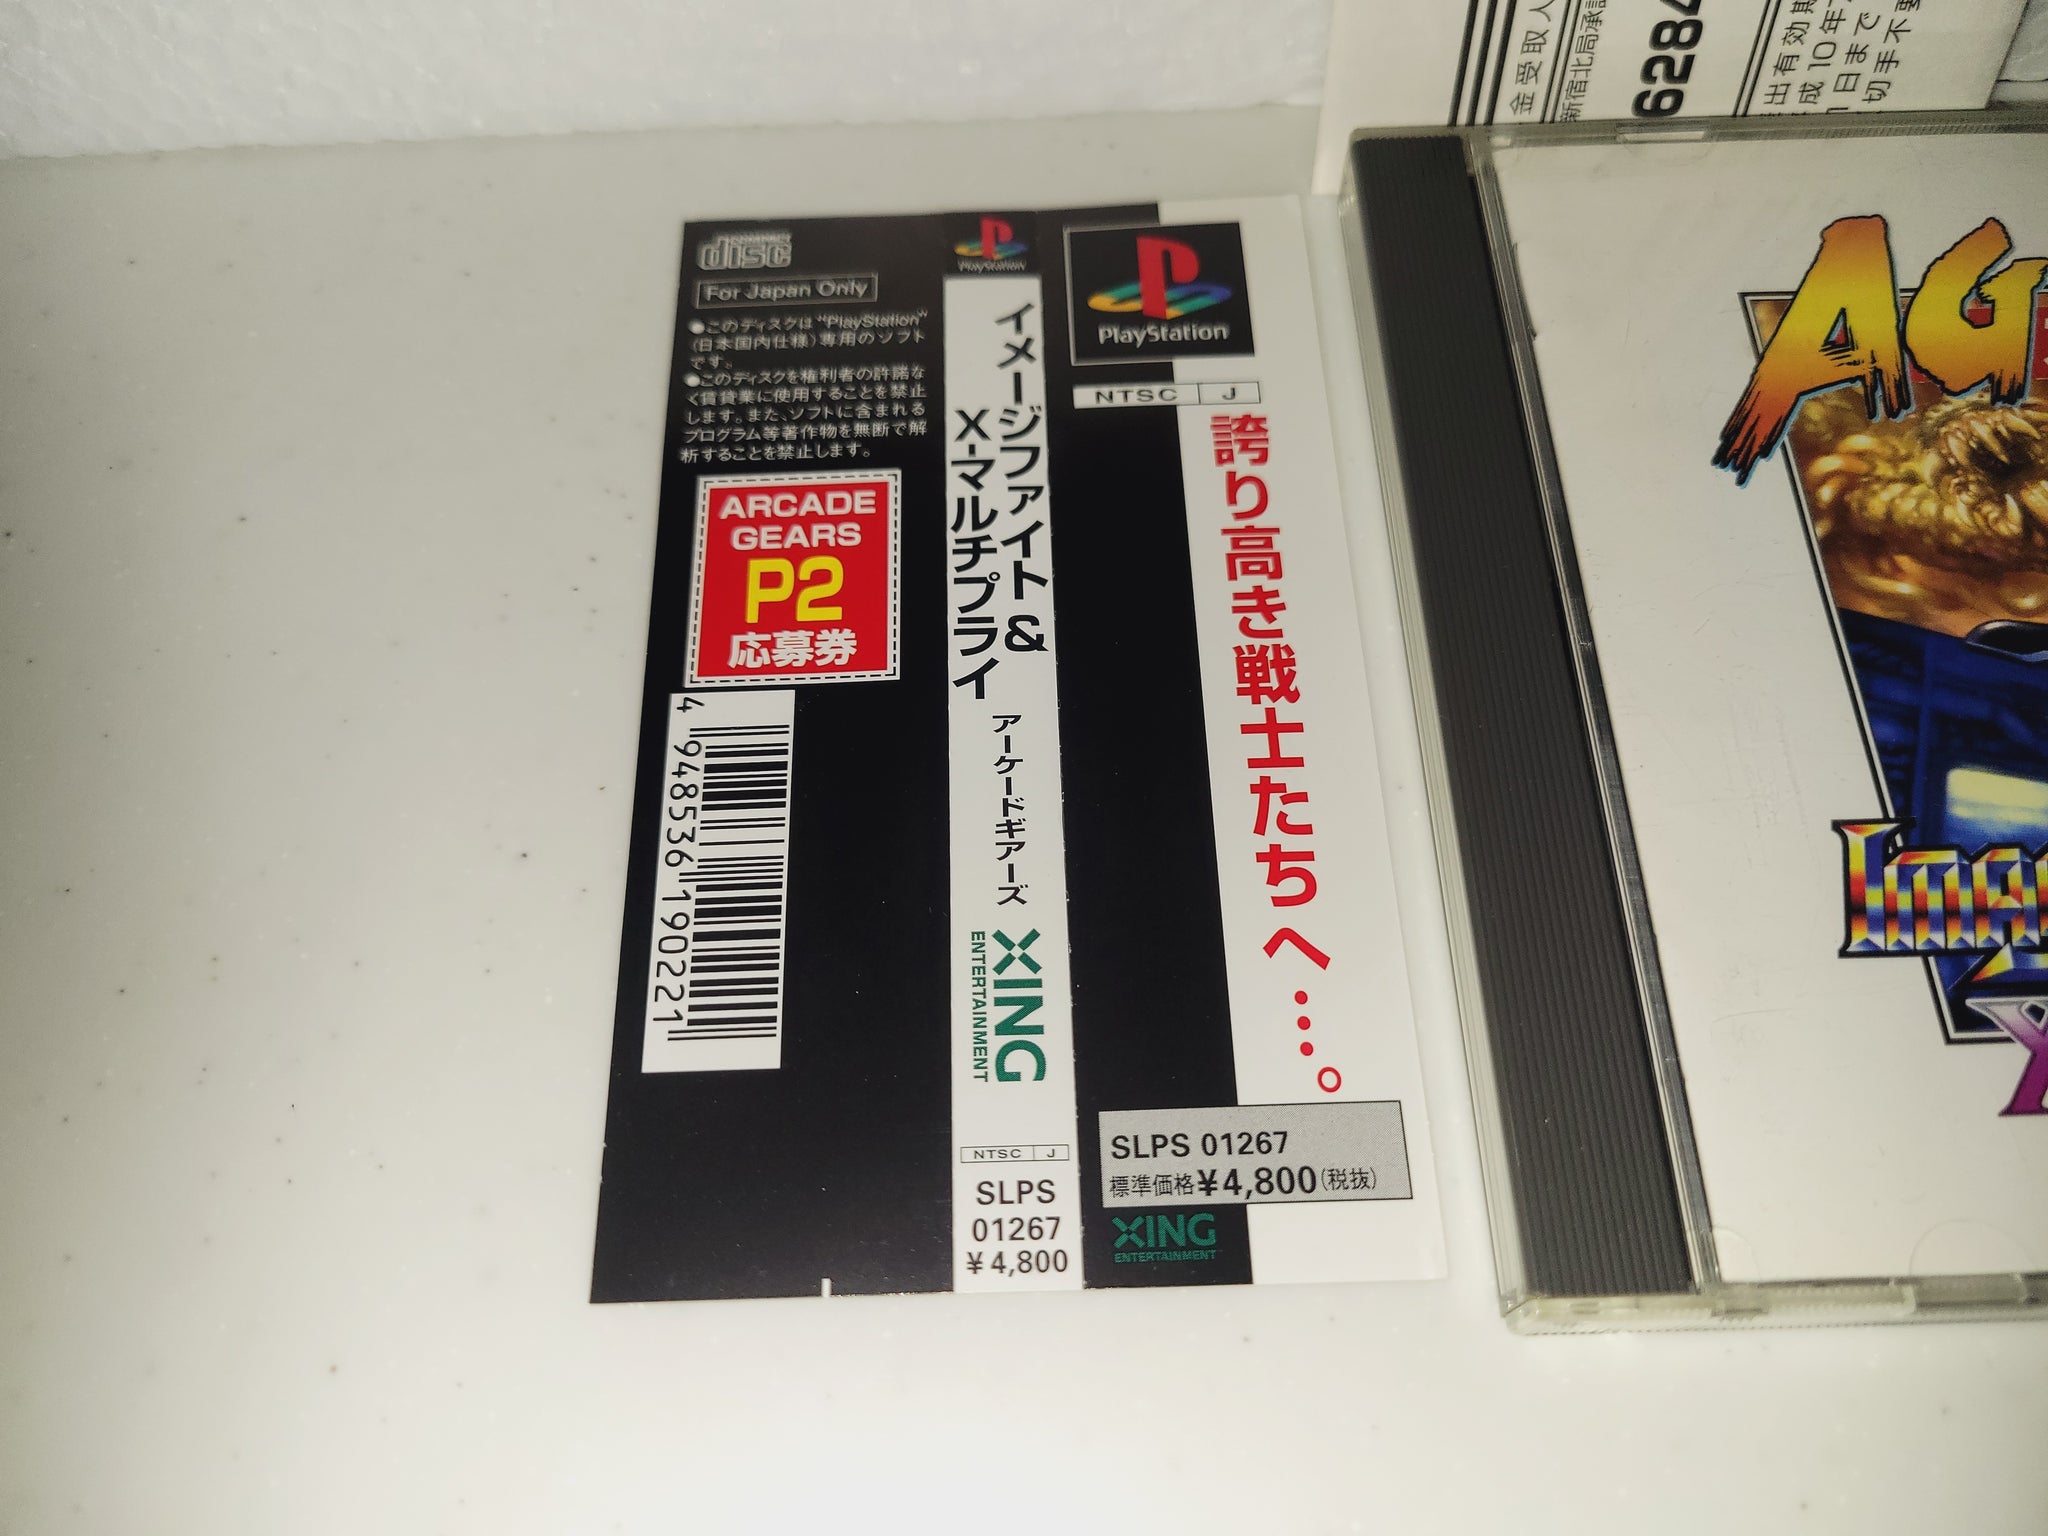 COMPACT
disc
For Japan Only
●このディスクは"PlayStation"
(日本国内仕様)専用のソフト
です。
●このディスクを権利者の許諾な
く賃貸業に使用することを禁止
します。また、ソフトに含まれる
プログラム等著作物を無断で解
析することを禁止します。
ARCADE
GEARS
P2
応募券
4 948536 190221
PlayStation
イメージファイト&
X-マルチプライ
アーケードギアーズ
XING
ENTERTAINMENT
NTSC J
SLPS
01267
¥4,800
PlayStation
NTSC J
誇り高き戦士たちへ…。
SLPS 01267
標準価格¥4,800(税抜)
XING
ENTERTAINMENT
金受取人
新宿北局承認
6284
出有効期
成10年
1日まで
切手不要
AG